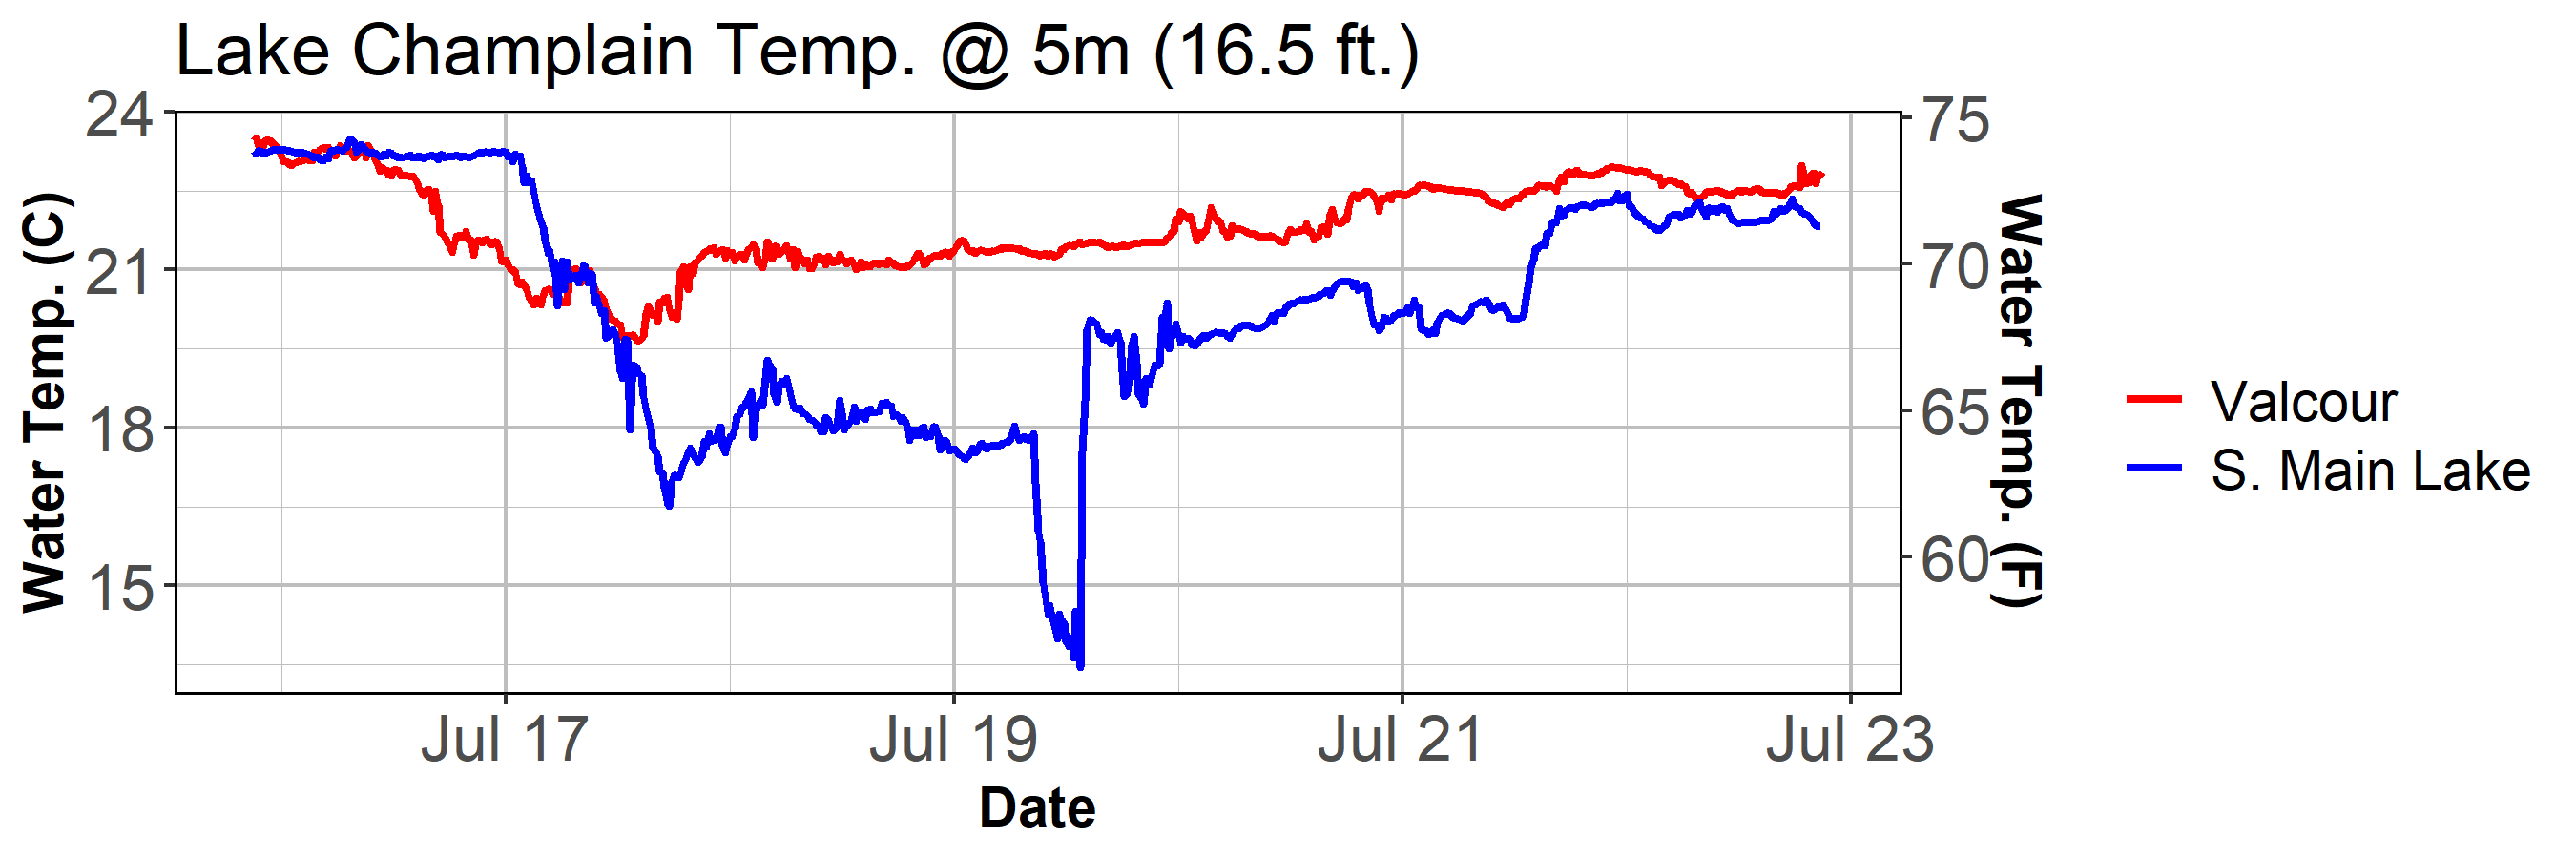 Lake Champlain Temp. @ 5m (16.5 ft.)
Water Temp. (C)
24
21
18
15
75
70
65
60
Water Temp. (F)
Jul 17
Jul 19
Jul 21
Jul 23
Date
Valcour
S. Main Lake